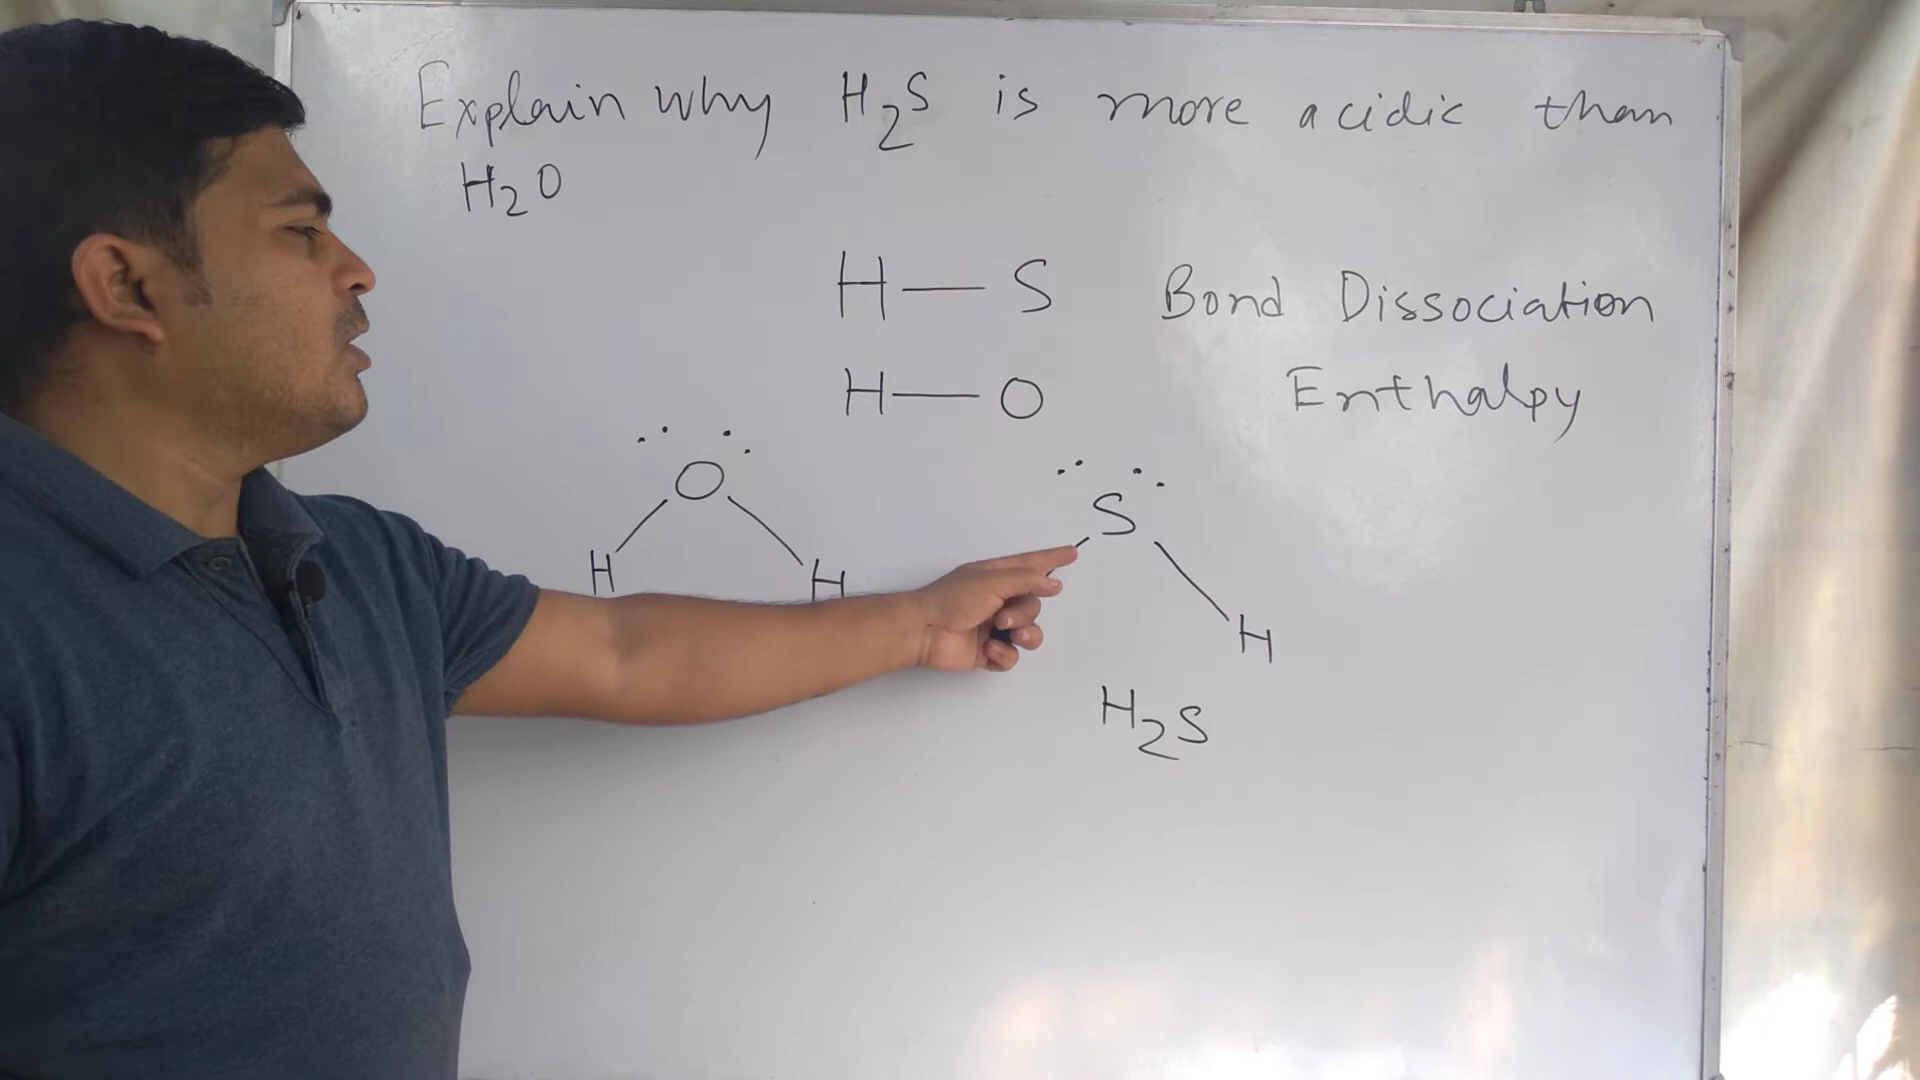 Explain why H₂S is more acidic than
H₂O
H—S Bond Dissociation
H—O Enthalpy
O
H H
S
H
H₂S